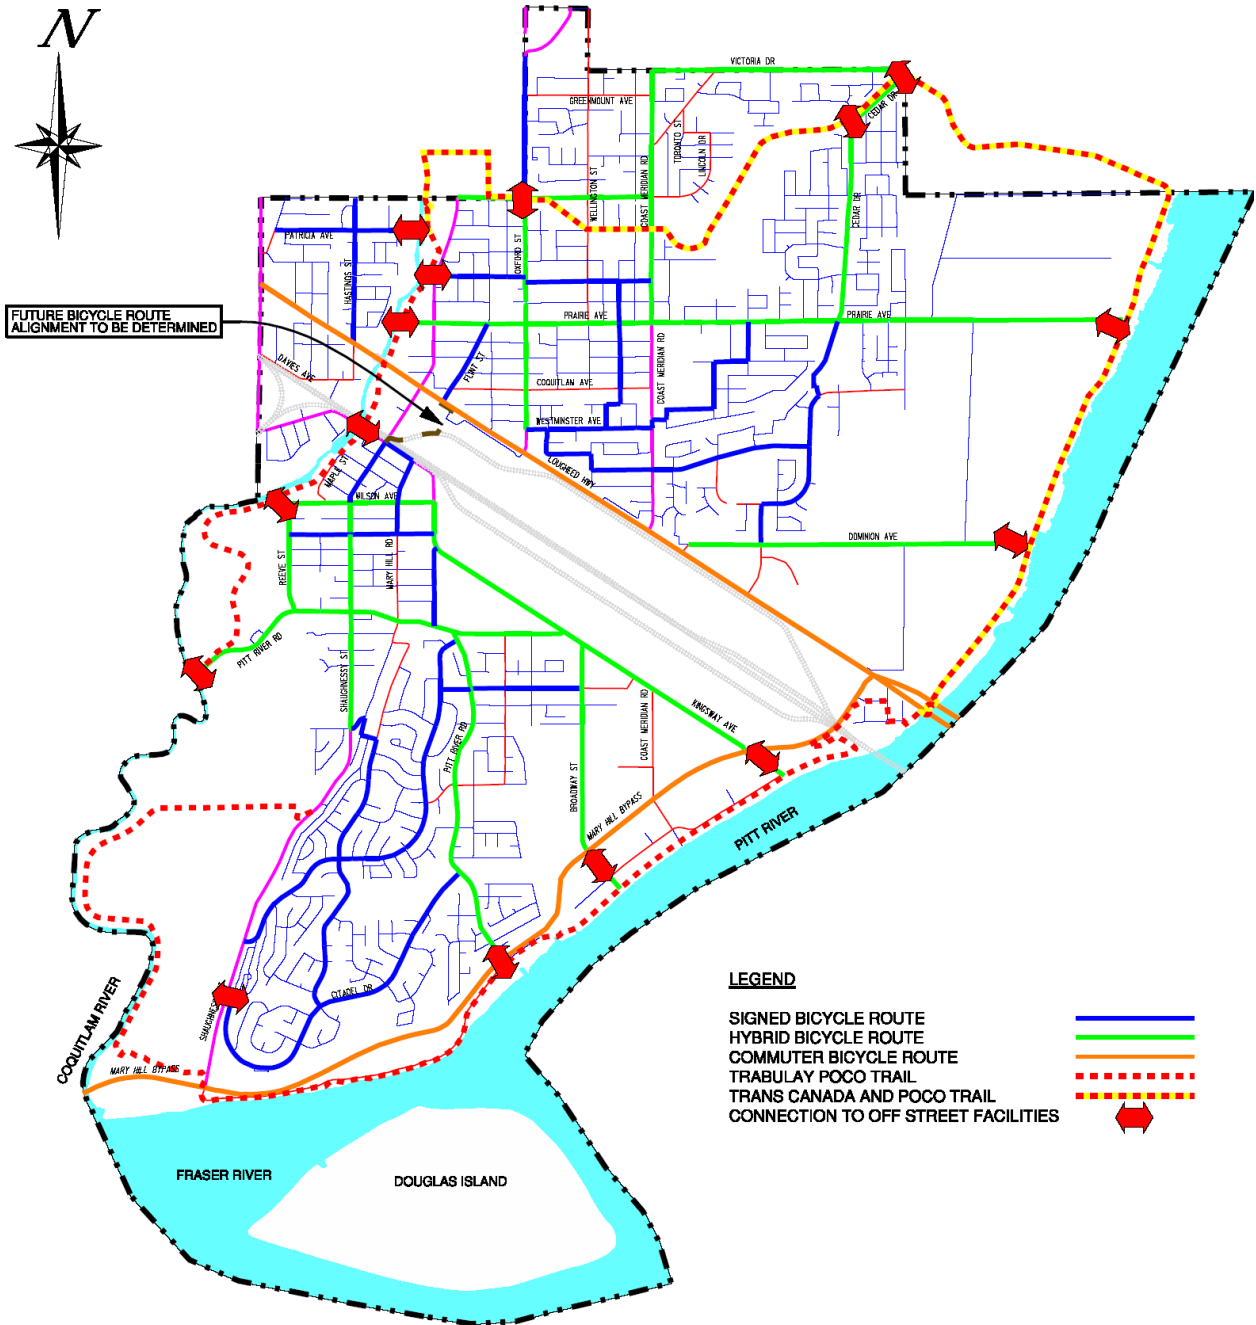 N
VICTORIA DR
CEDAR DR
GREENMOUNT AVE
TORONTO ST
LINCOLN DR
WELLINGTON ST
COAST MERIDIAN RD
CEDAR DR
PATRICIA AVE
HASTINGS ST
OXFORD ST
FUTURE BICYCLE ROUTE
ALIGNMENT TO BE DETERMINED
PRAIRIE AVE
PRAIRIE AVE
DAVIES AVE
FLINT ST
COAST MERIDIAN RD
COQUITLAN AVE
WESTMINSTER AVE
MAPLE ST
LOUGHEED HWY
WILSON AVE
DOMINION AVE
REEVE ST
MARY HILL RD
PITT RIVER RD
SHAUGHNESSY ST
PITT RIVER RD
COAST MERIDIAN RD
KINGSWAY AVE
BROADWAY ST
MARY HILL BYPASS
PITT RIVER
CITADEL DR
COQUITLAM RIVER
MARY HILL BYPASS
FRASER RIVER
DOUGLAS ISLAND
LEGEND
SIGNED BICYCLE ROUTE
HYBRID BICYCLE ROUTE
COMMUTER BICYCLE ROUTE
TRABULAY POCO TRAIL
TRANS CANADA AND POCO TRAIL
CONNECTION TO OFF STREET FACILITIES